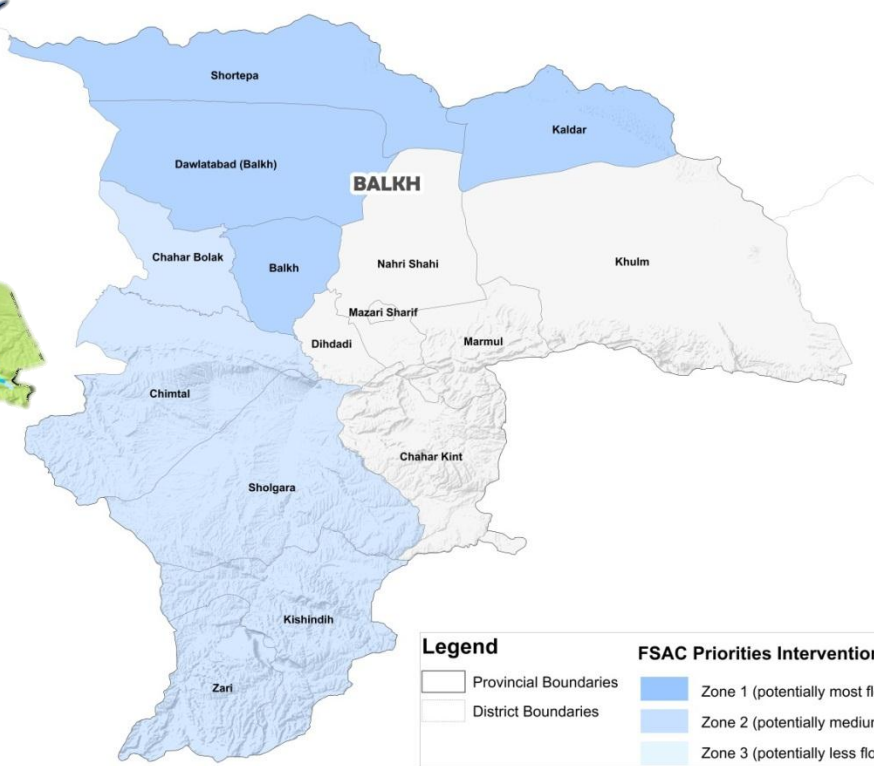 Shortepa
Kaldar
Dawlatabad (Balkh)
BALKH
Chahar Bolak
Balkh
Nahri Shahi
Khulm
Mazari Sharif
Dihdadi
Marmul
Chimtal
Chahar Kint
Sholgara
Kishindih
Zari
Legend
Provincial Boundaries
District Boundaries
FSAC Priorities Intervention
Zone 1 (potentially most fl
Zone 2 (potentially medium
Zone 3 (potentially less flo